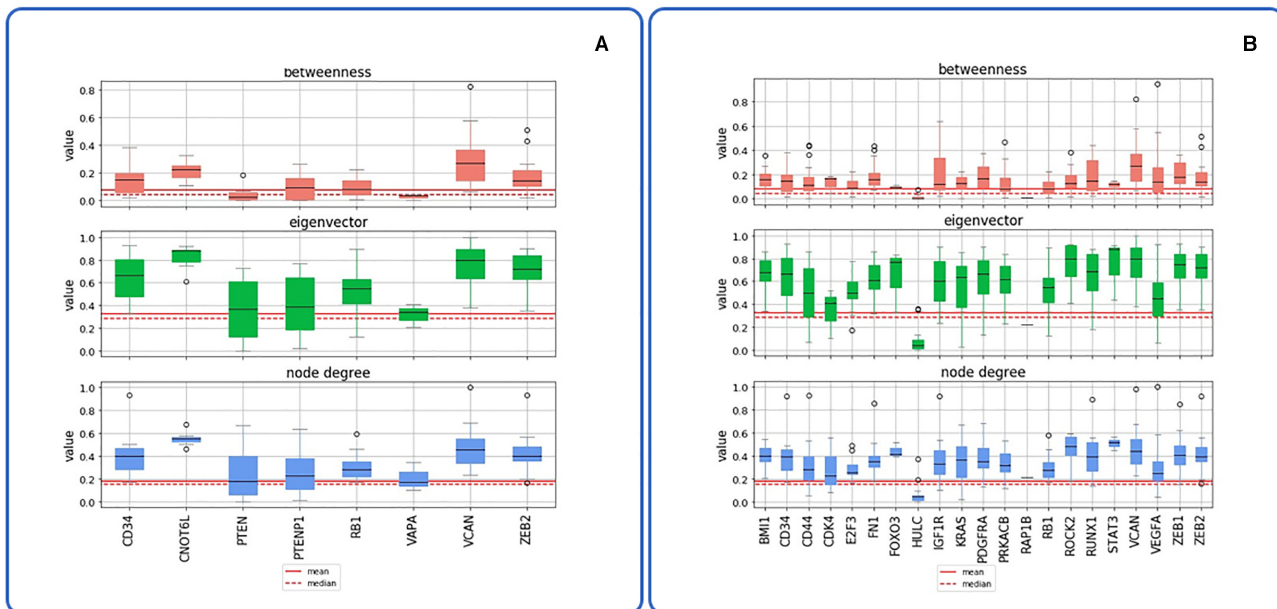 A
betweenness
0.8
0.6
0.4
0.2
0.0
value
eigenvector
1.0
0.8
0.6
0.4
0.2
0.0
value
node degree
1.0
0.8
0.6
0.4
0.2
0.0
value
CD34
CNOT6L
PTEN
PTENP1
RB1
VAPA
VCAN
ZEB2
mean
median
B
betweenness
0.8
0.6
0.4
0.2
0.0
value
eigenvector
1.0
0.8
0.6
0.4
0.2
0.0
value
node degree
1.0
0.8
0.6
0.4
0.2
0.0
value
BMI1
CD34
CD44
CDK4
E2F3
FN1
FOXO3
HULC
IGF1R
KRAS
PDGFRA
PRKACB
RAP1B
RB1
ROCK2
RUNX1
STAT3
VCAN
VEGFA
ZEB1
ZEB2
mean
median